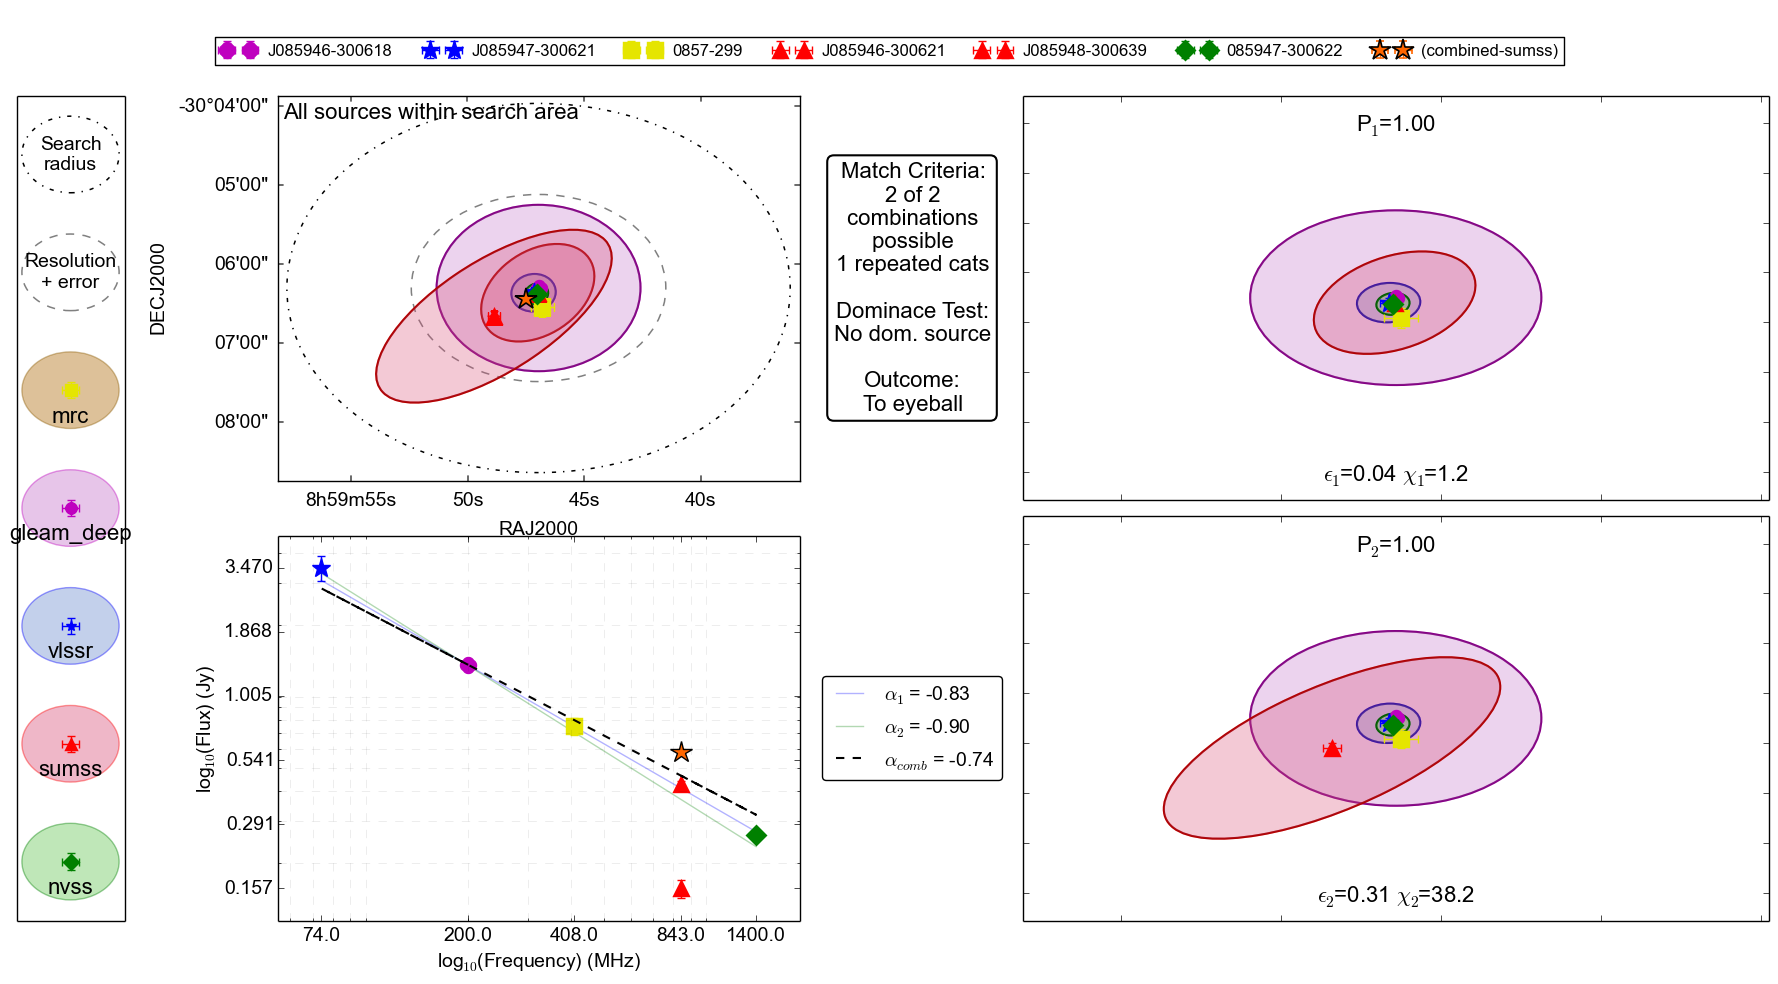 J085946-300618 J085947-300621 0857-299 J085946-300621 J085948-300639 085947-300622 (combined-sumss)
Search
radius
Resolution
+ error
mrc
gleam_deep
vlssr
sumss
nvss
All sources within search area
DECJ2000
-30°04'00"
05'00"
06'00"
07'00"
08'00"
8h59m55s 50s 45s 40s
RAJ2000
Match Criteria:
2 of 2
combinations
possible
1 repeated cats
Dominace Test:
No dom. source
Outcome:
To eyeball
P₁=1.00
ϵ₁=0.04 χ₁=1.2
log₁₀(Flux) (Jy)
3.470
1.868
1.005
0.541
0.291
0.157
74.0 200.0 408.0 843.0 1400.0
log₁₀(Frequency) (MHz)
α₁ = -0.83
α₂ = -0.90
α_comb = -0.74
P₂=1.00
ϵ₂=0.31 χ₂=38.2